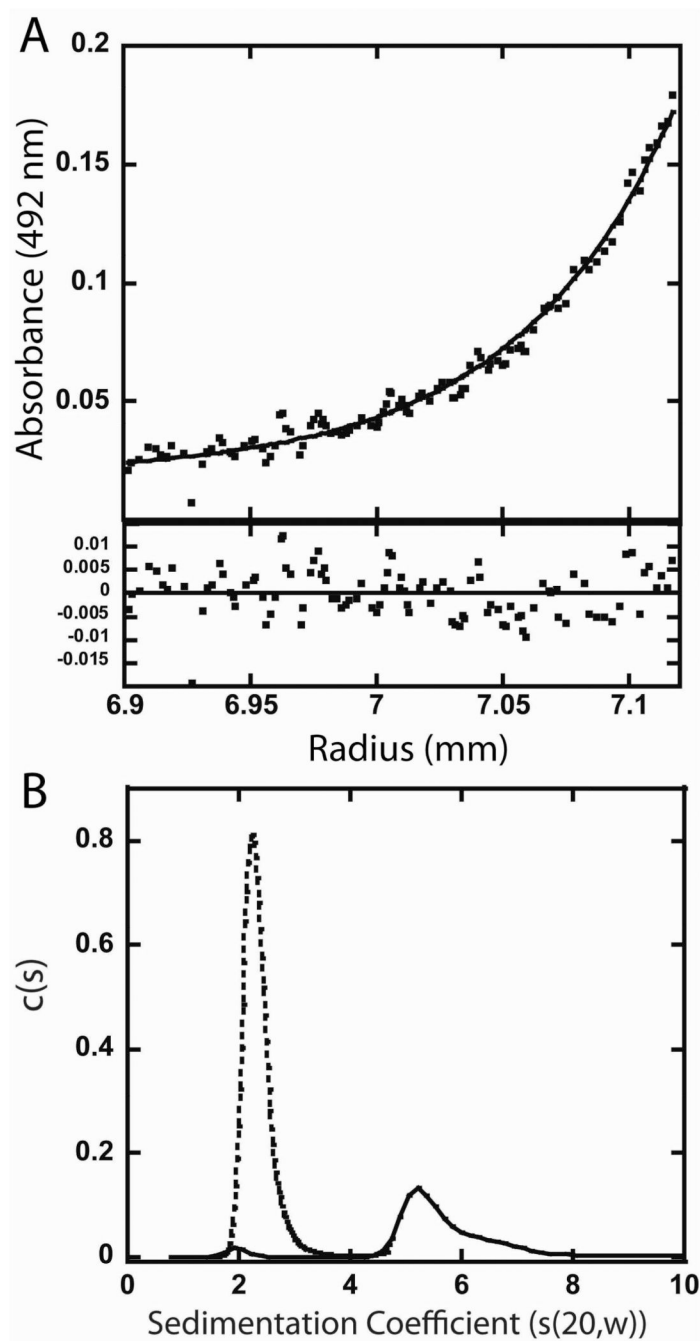 A
0.2
0.15
0.1
0.05
Absorbance (492 nm)
0.01
0.005
0
-0.005
-0.01
-0.015
6.9 6.95 7 7.05 7.1
Radius (mm)
B
0.8
0.6
0.4
0.2
0
c(s)
0 2 4 6 8 10
Sedimentation Coefficient (s(20,w))